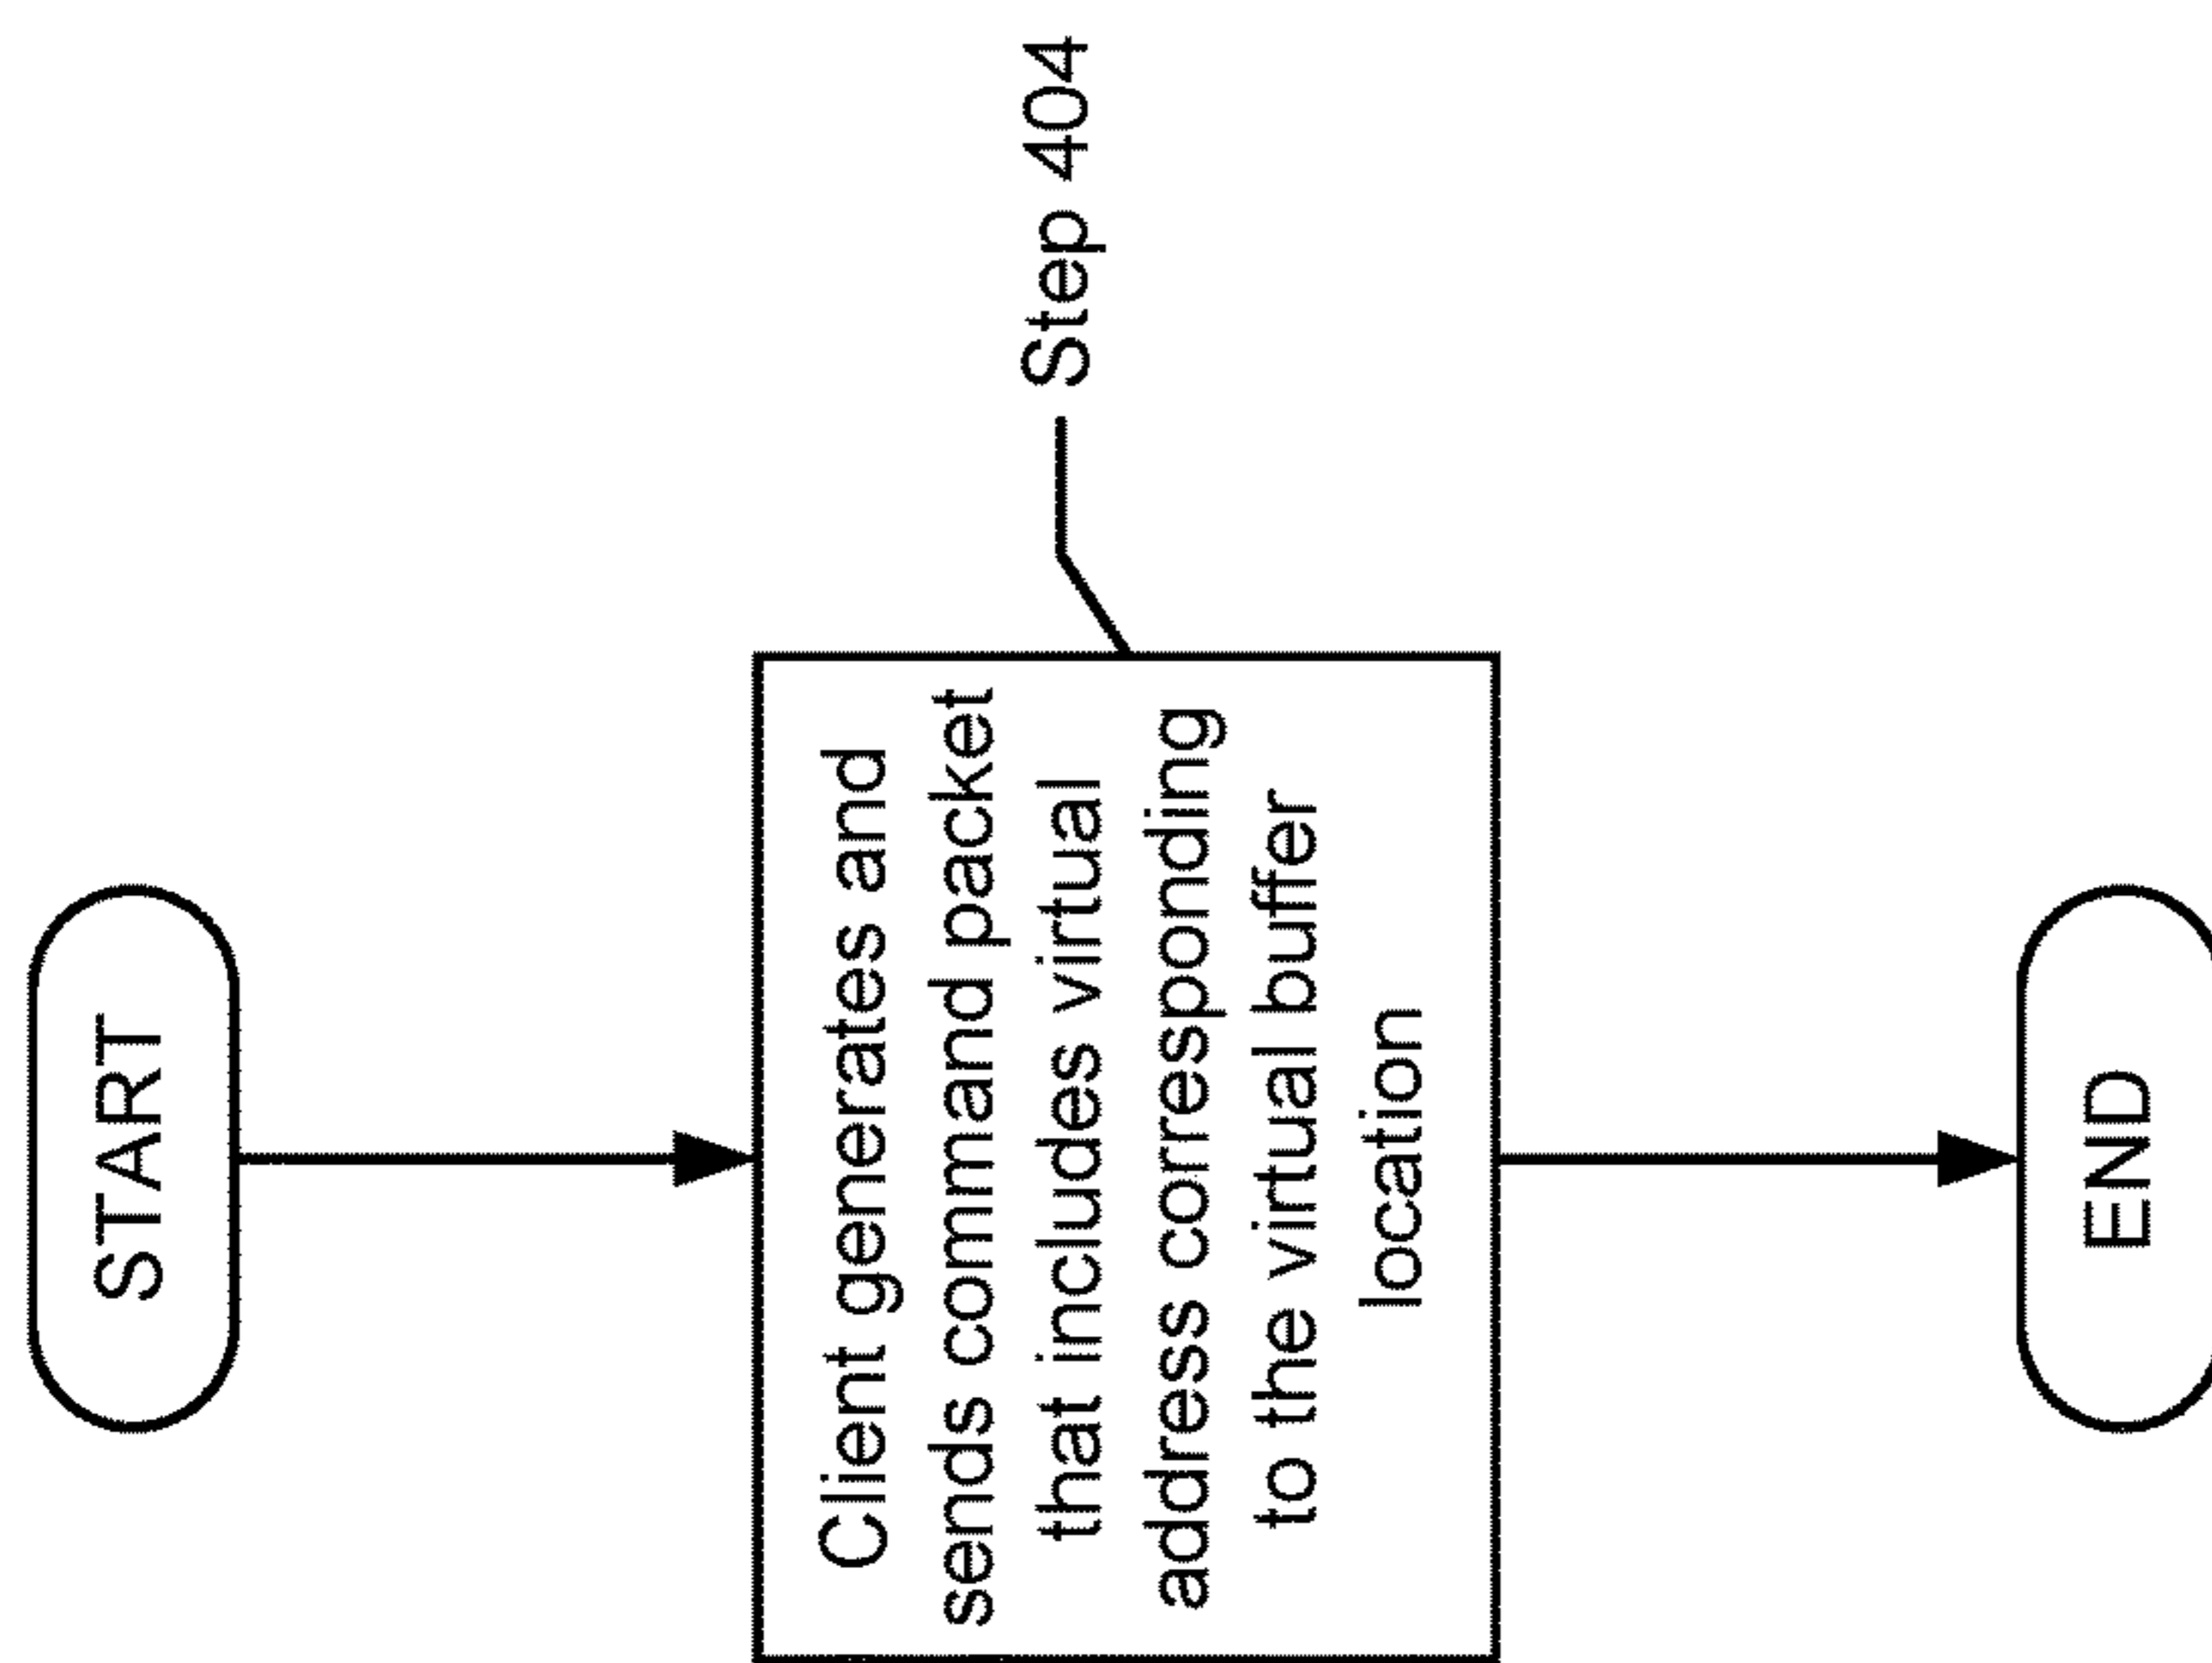 START
Client generates and
sends command packet
that includes virtual
address corresponding
to the virtual buffer
location
Step 404
END